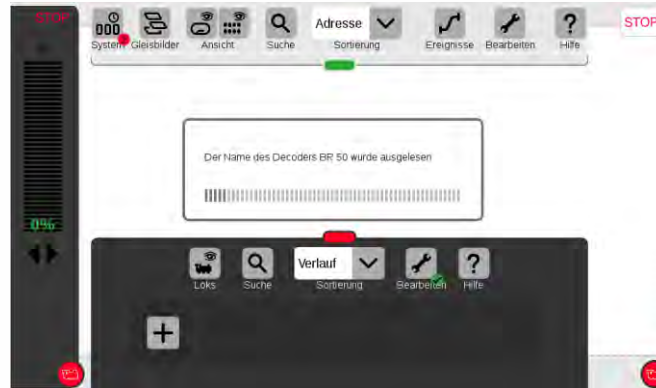 STOP
Adresse
STOP
System Gleisbilder Ansicht Suche Sortierung Ereignisse Bearbeiten Hilfe
Der Name des Decoders BR 50 wurde ausgelesen
0%
Verlauf
Loks Suche Sortierung Bearbeiten Hilfe